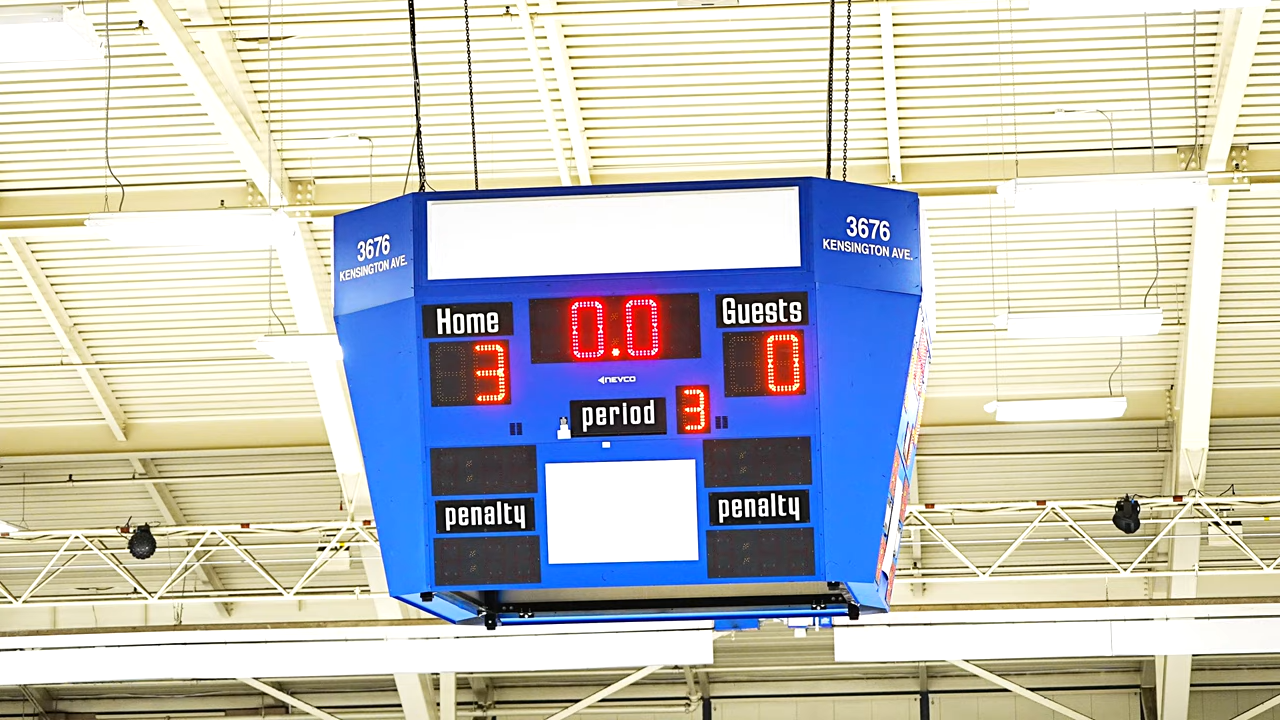 3676
KENSINGTON AVE.
3676
KENSINGTON AVE.
Home
0.0
Guests
3
0
NEVCO
period
3
penalty
penalty